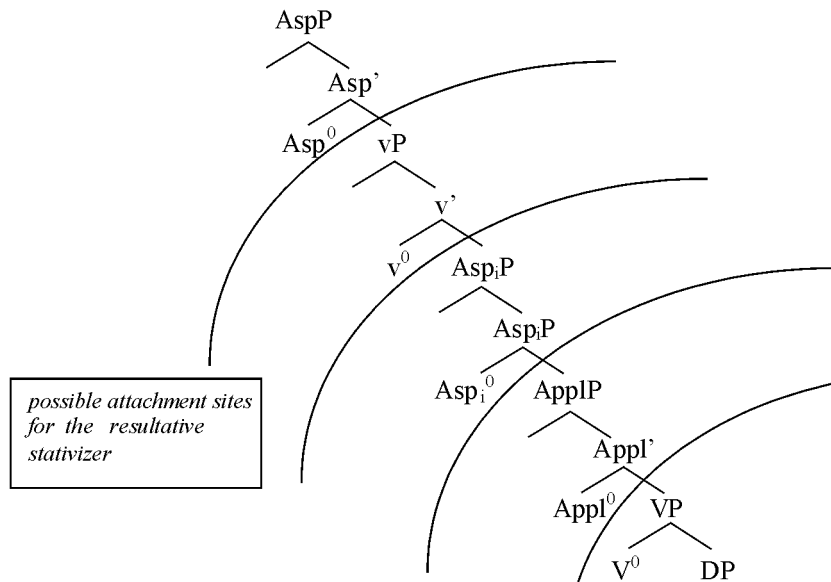 AspP
Asp’
Asp⁰ vP
v’
v⁰ AspᵢP
AspᵢP
Aspᵢ⁰ ApplP
possible attachment sites
for the resultative
stativizer
Appl’
Appl⁰ VP
V⁰ DP